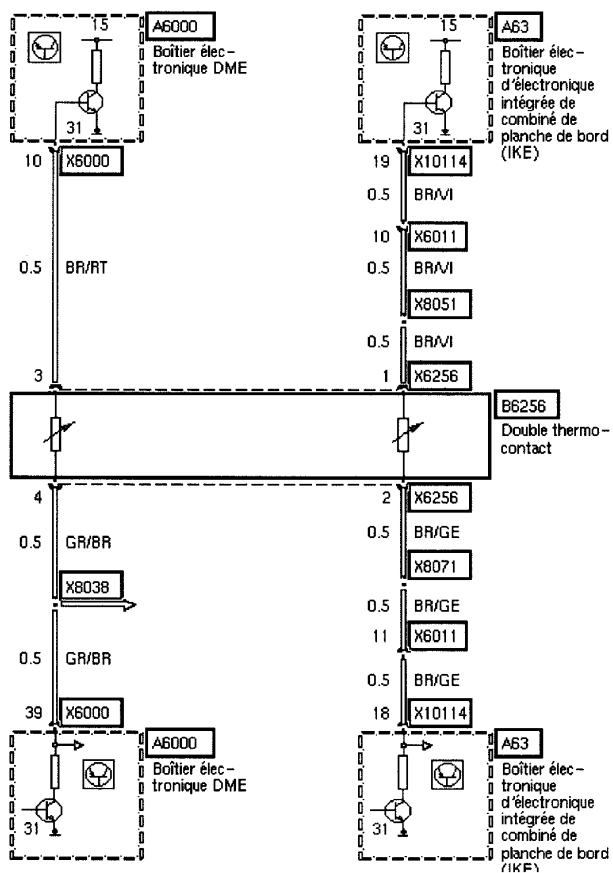 15
A6000
Boîtier élec-
tronique DME
31
10
X6000
0.5
BR/RT
3
15
A63
Boîtier élec-
tronique
d'électronique
intégrée de
combiné de
planche de bord
(IKE)
31
19
X10114
0.5
BR/VI
10
X6011
0.5
BR/VI
X8051
0.5
BR/VI
1
X6256
B6256
Double thermo-
contact
4
0.5
GR/BR
X8038
0.5
GR/BR
39
X6000
A6000
Boîtier élec-
tronique DME
31
2
X6256
0.5
BR/GE
X8071
0.5
BR/GE
11
X6011
0.5
BR/GE
18
X10114
A63
Boîtier élec-
tronique
d'électronique
intégrée de
combiné de
planche de bord
(IKE)
31